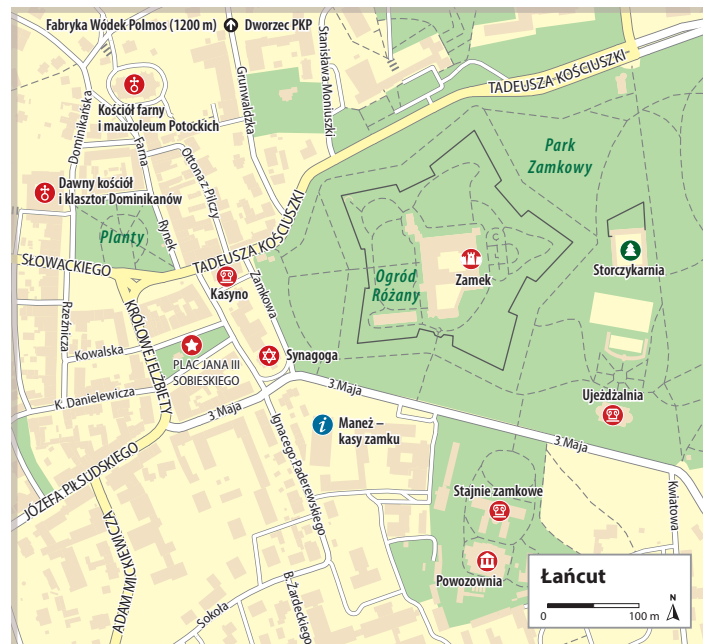 Fabryka Wódek Polmos (1200 m)
Dworzec PKP
Stanisława Moniuszki
TADEUSZA KOŚCIUSZKI
Grunwaldzka
Dominikańska
Kościół farny
i mauzoleum Potockich
Farna
Ottona z Pilczy
Park
Zamkowy
Dawny kościół
i klasztor Dominikanów
Planty
Rynek
TADEUSZA KOŚCIUSZKI
SŁOWACKIEGO
Kasyno
Zamkowa
Ogród
Różany
Zamek
C
Storczykarnia
Rzeźnicza
KRÓLOWEJ ELŻBIETY
Kowalska
PLAC JANA III
SOBIESKIEGO
Synagoga
K. Danielewicza
3 Maja
3 Maja
Ujeżdżalnia
i
Maneż –
kasy zamku
3 Maja
JÓZEFA PIŁSUDSKIEGO
Ignacego Paderewskiego
Stajnie zamkowe
Kwiatowa
ADAM MICKIEWICZA
Powozownia
Sokoła
B. Żardeckiego
Łańcut
N
0 100 m